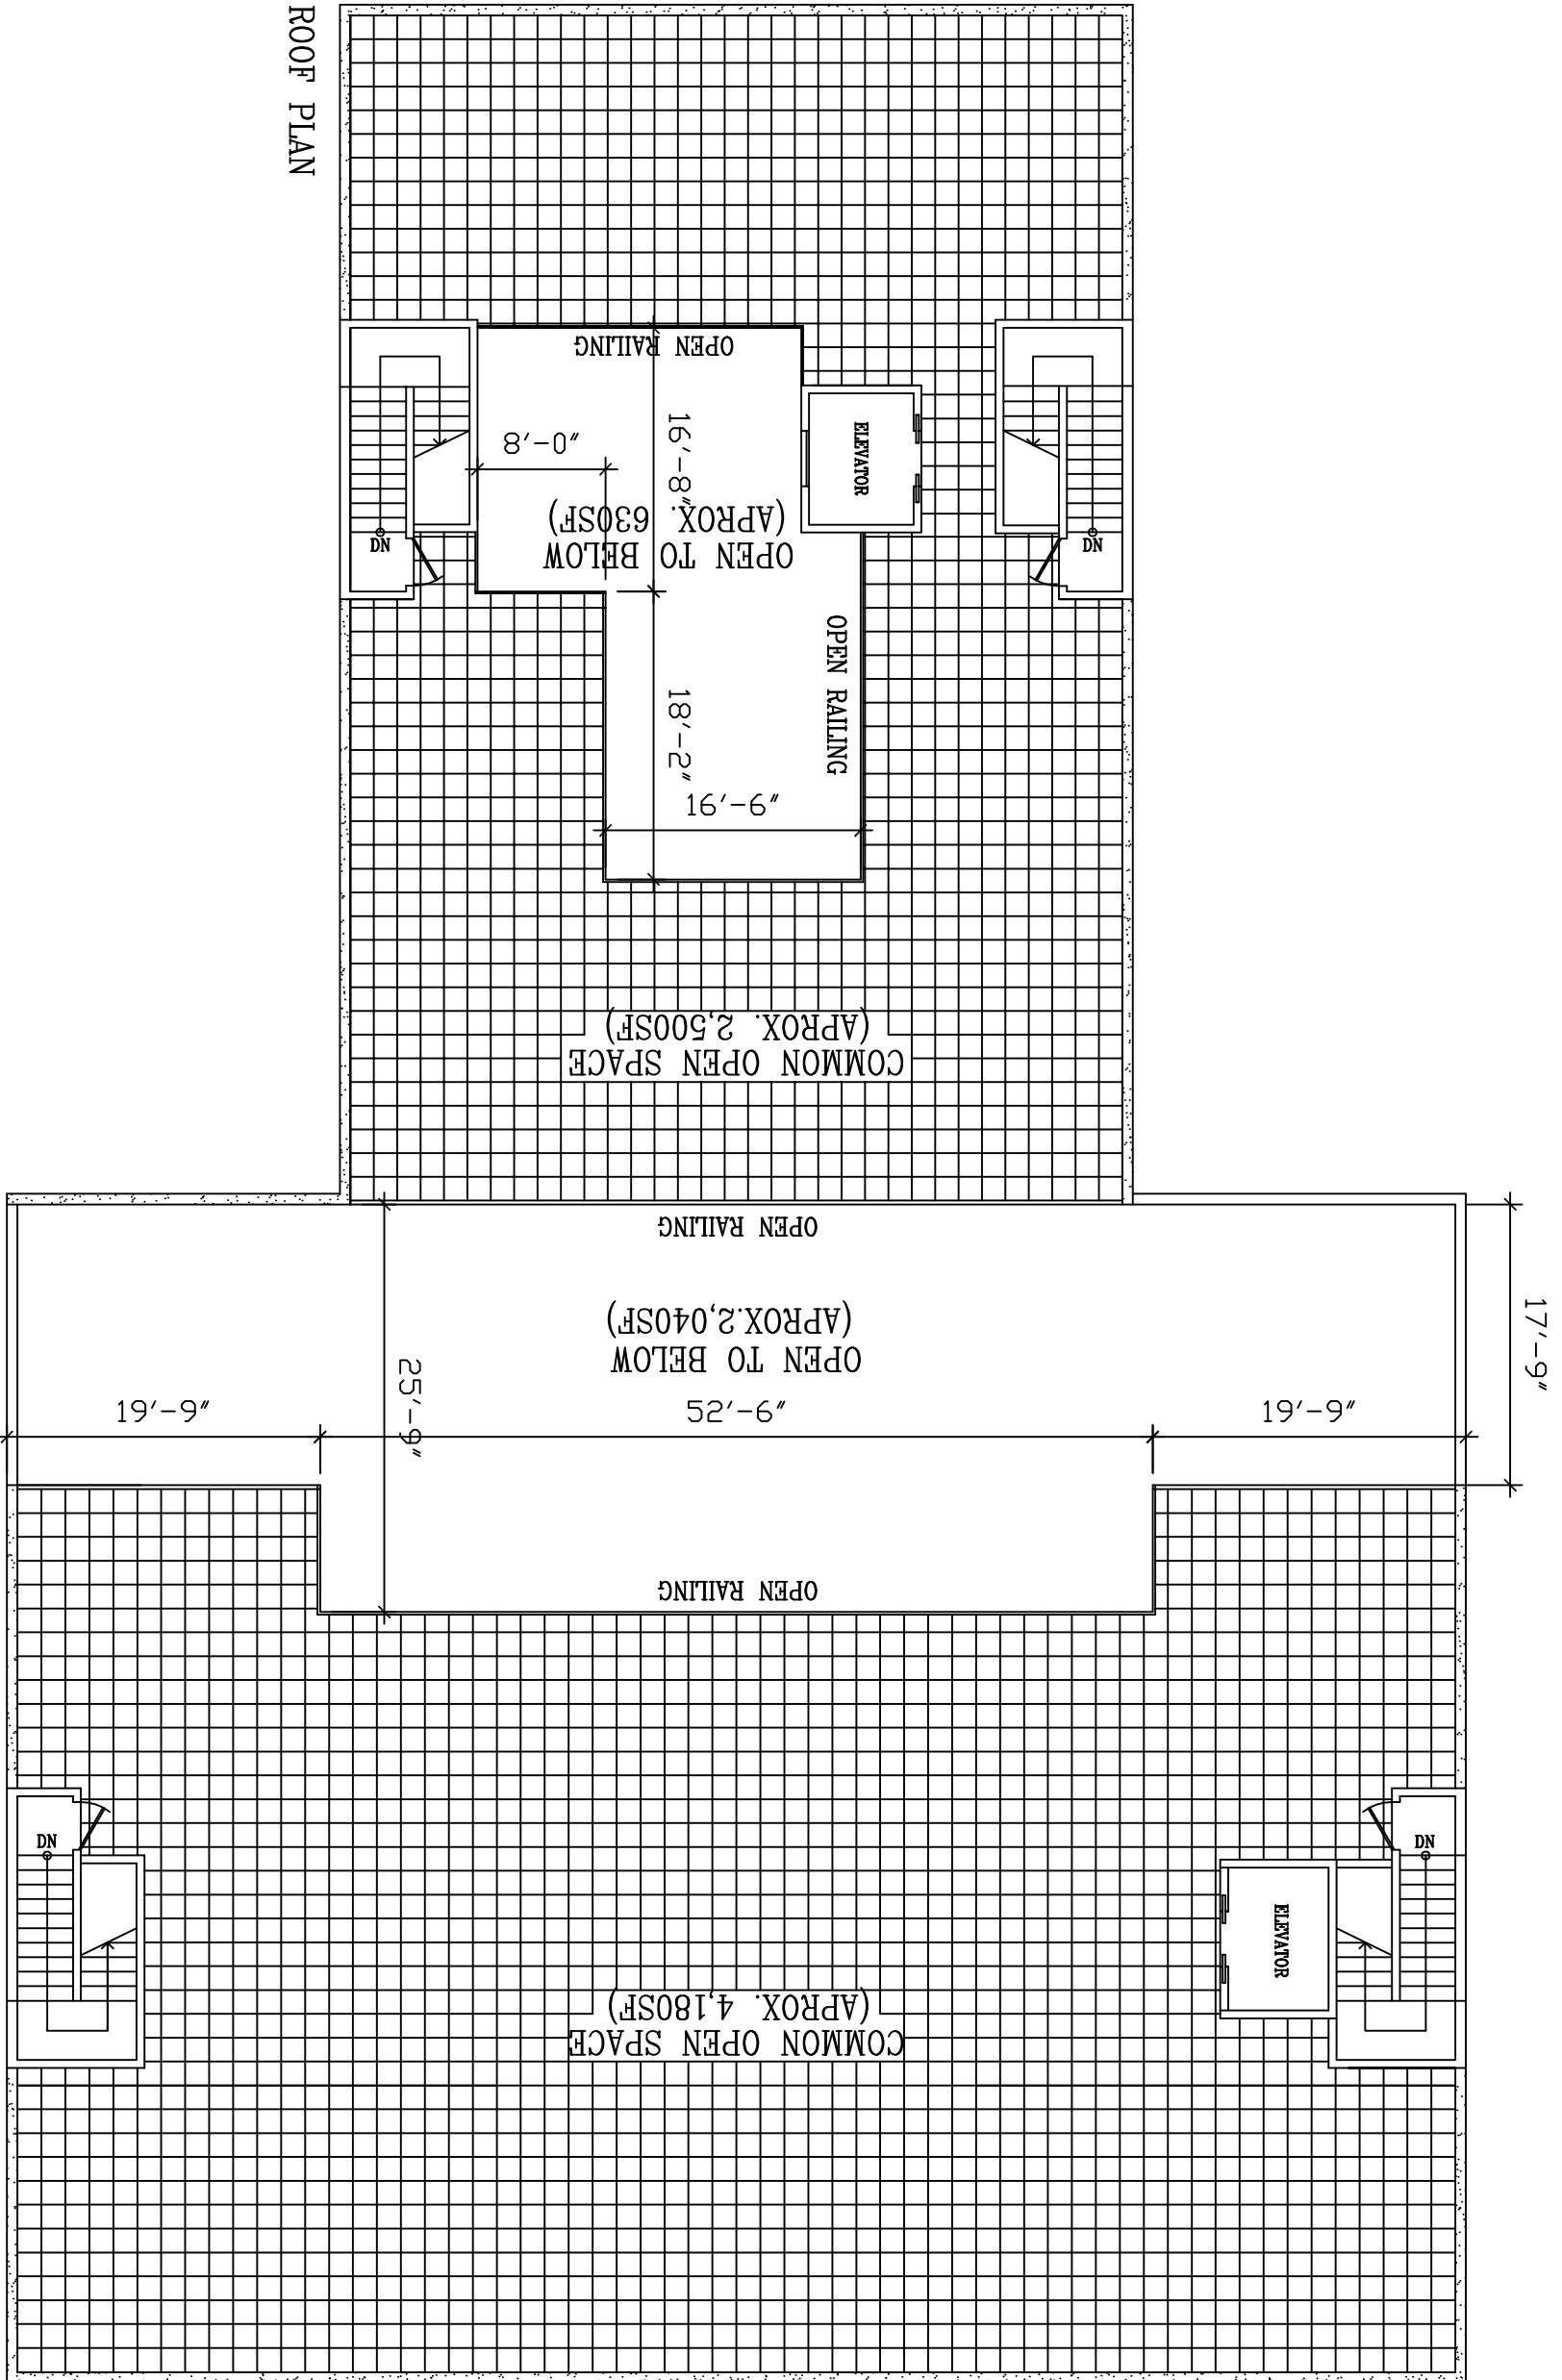 ROOF PLAN
OPEN RAILING
ELEVATOR
16'-8"
8'-0"
OPEN TO BELOW
(APROX. 630SF)
DN
DN
OPEN RAILING
18'-2"
16'-6"
COMMON OPEN SPACE
(APROX. 2,500SF)
OPEN RAILING
17'-9"
OPEN TO BELOW
(APROX.2,040SF)
25'-9"
19'-9"
52'-6"
19'-9"
OPEN RAILING
DN
DN
ELEVATOR
COMMON OPEN SPACE
(APROX. 4,180SF)